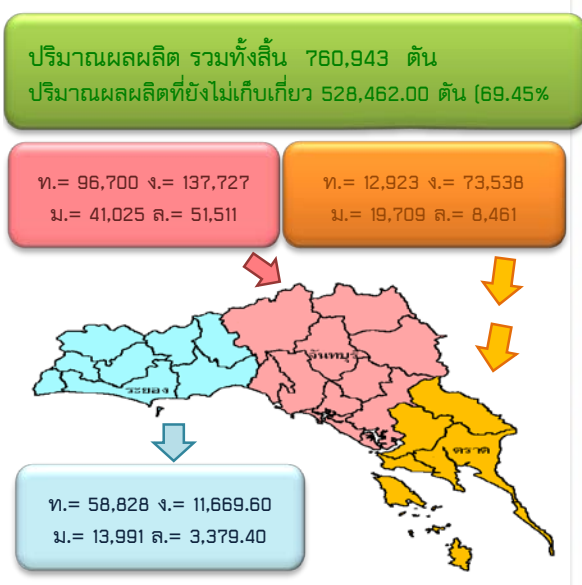 ปริมาณผลผลิต รวมทั้งสิ้น 760,943 ตัน
ปริมาณผลผลิตที่ยังไม่เก็บเกี่ยว 528,462.00 ตัน (69.45%
ท.= 96,700 ง.= 137,727
ม.= 41,025 ล.= 51,511
ท.= 12,923 ง.= 73,538
ม.= 19,709 ล.= 8,461
จันทบุรี
ระยอง
ตราด
ท.= 58,828 ง.= 11,669.60
ม.= 13,991 ล.= 3,379.40